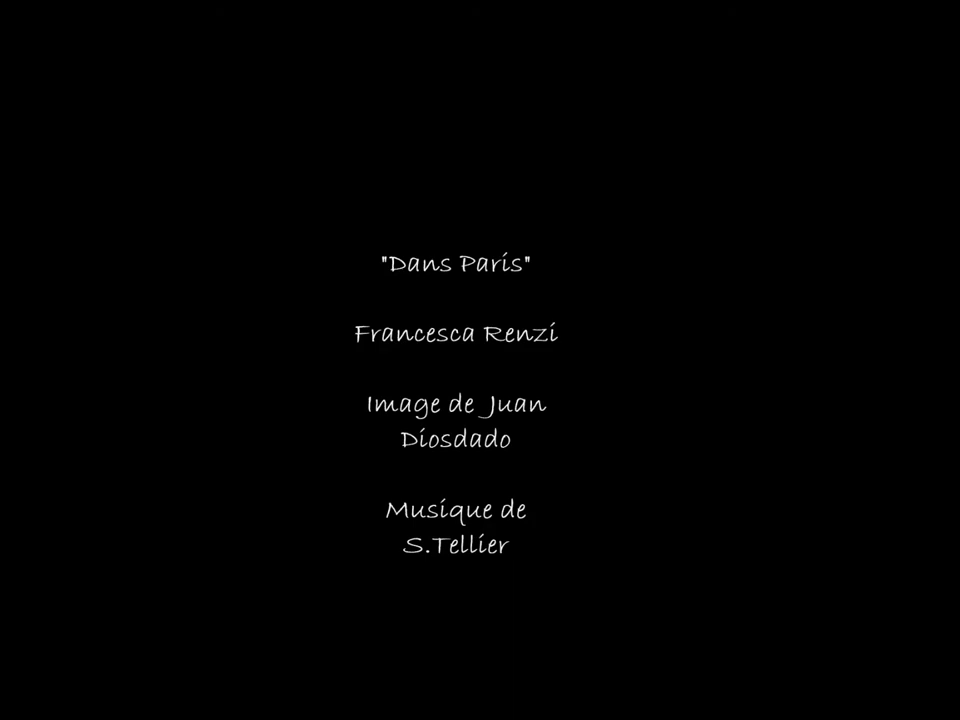 "Dans Paris"
Francesca Renzi
Image de Juan
Diosdado
Musique de
S.Tellier